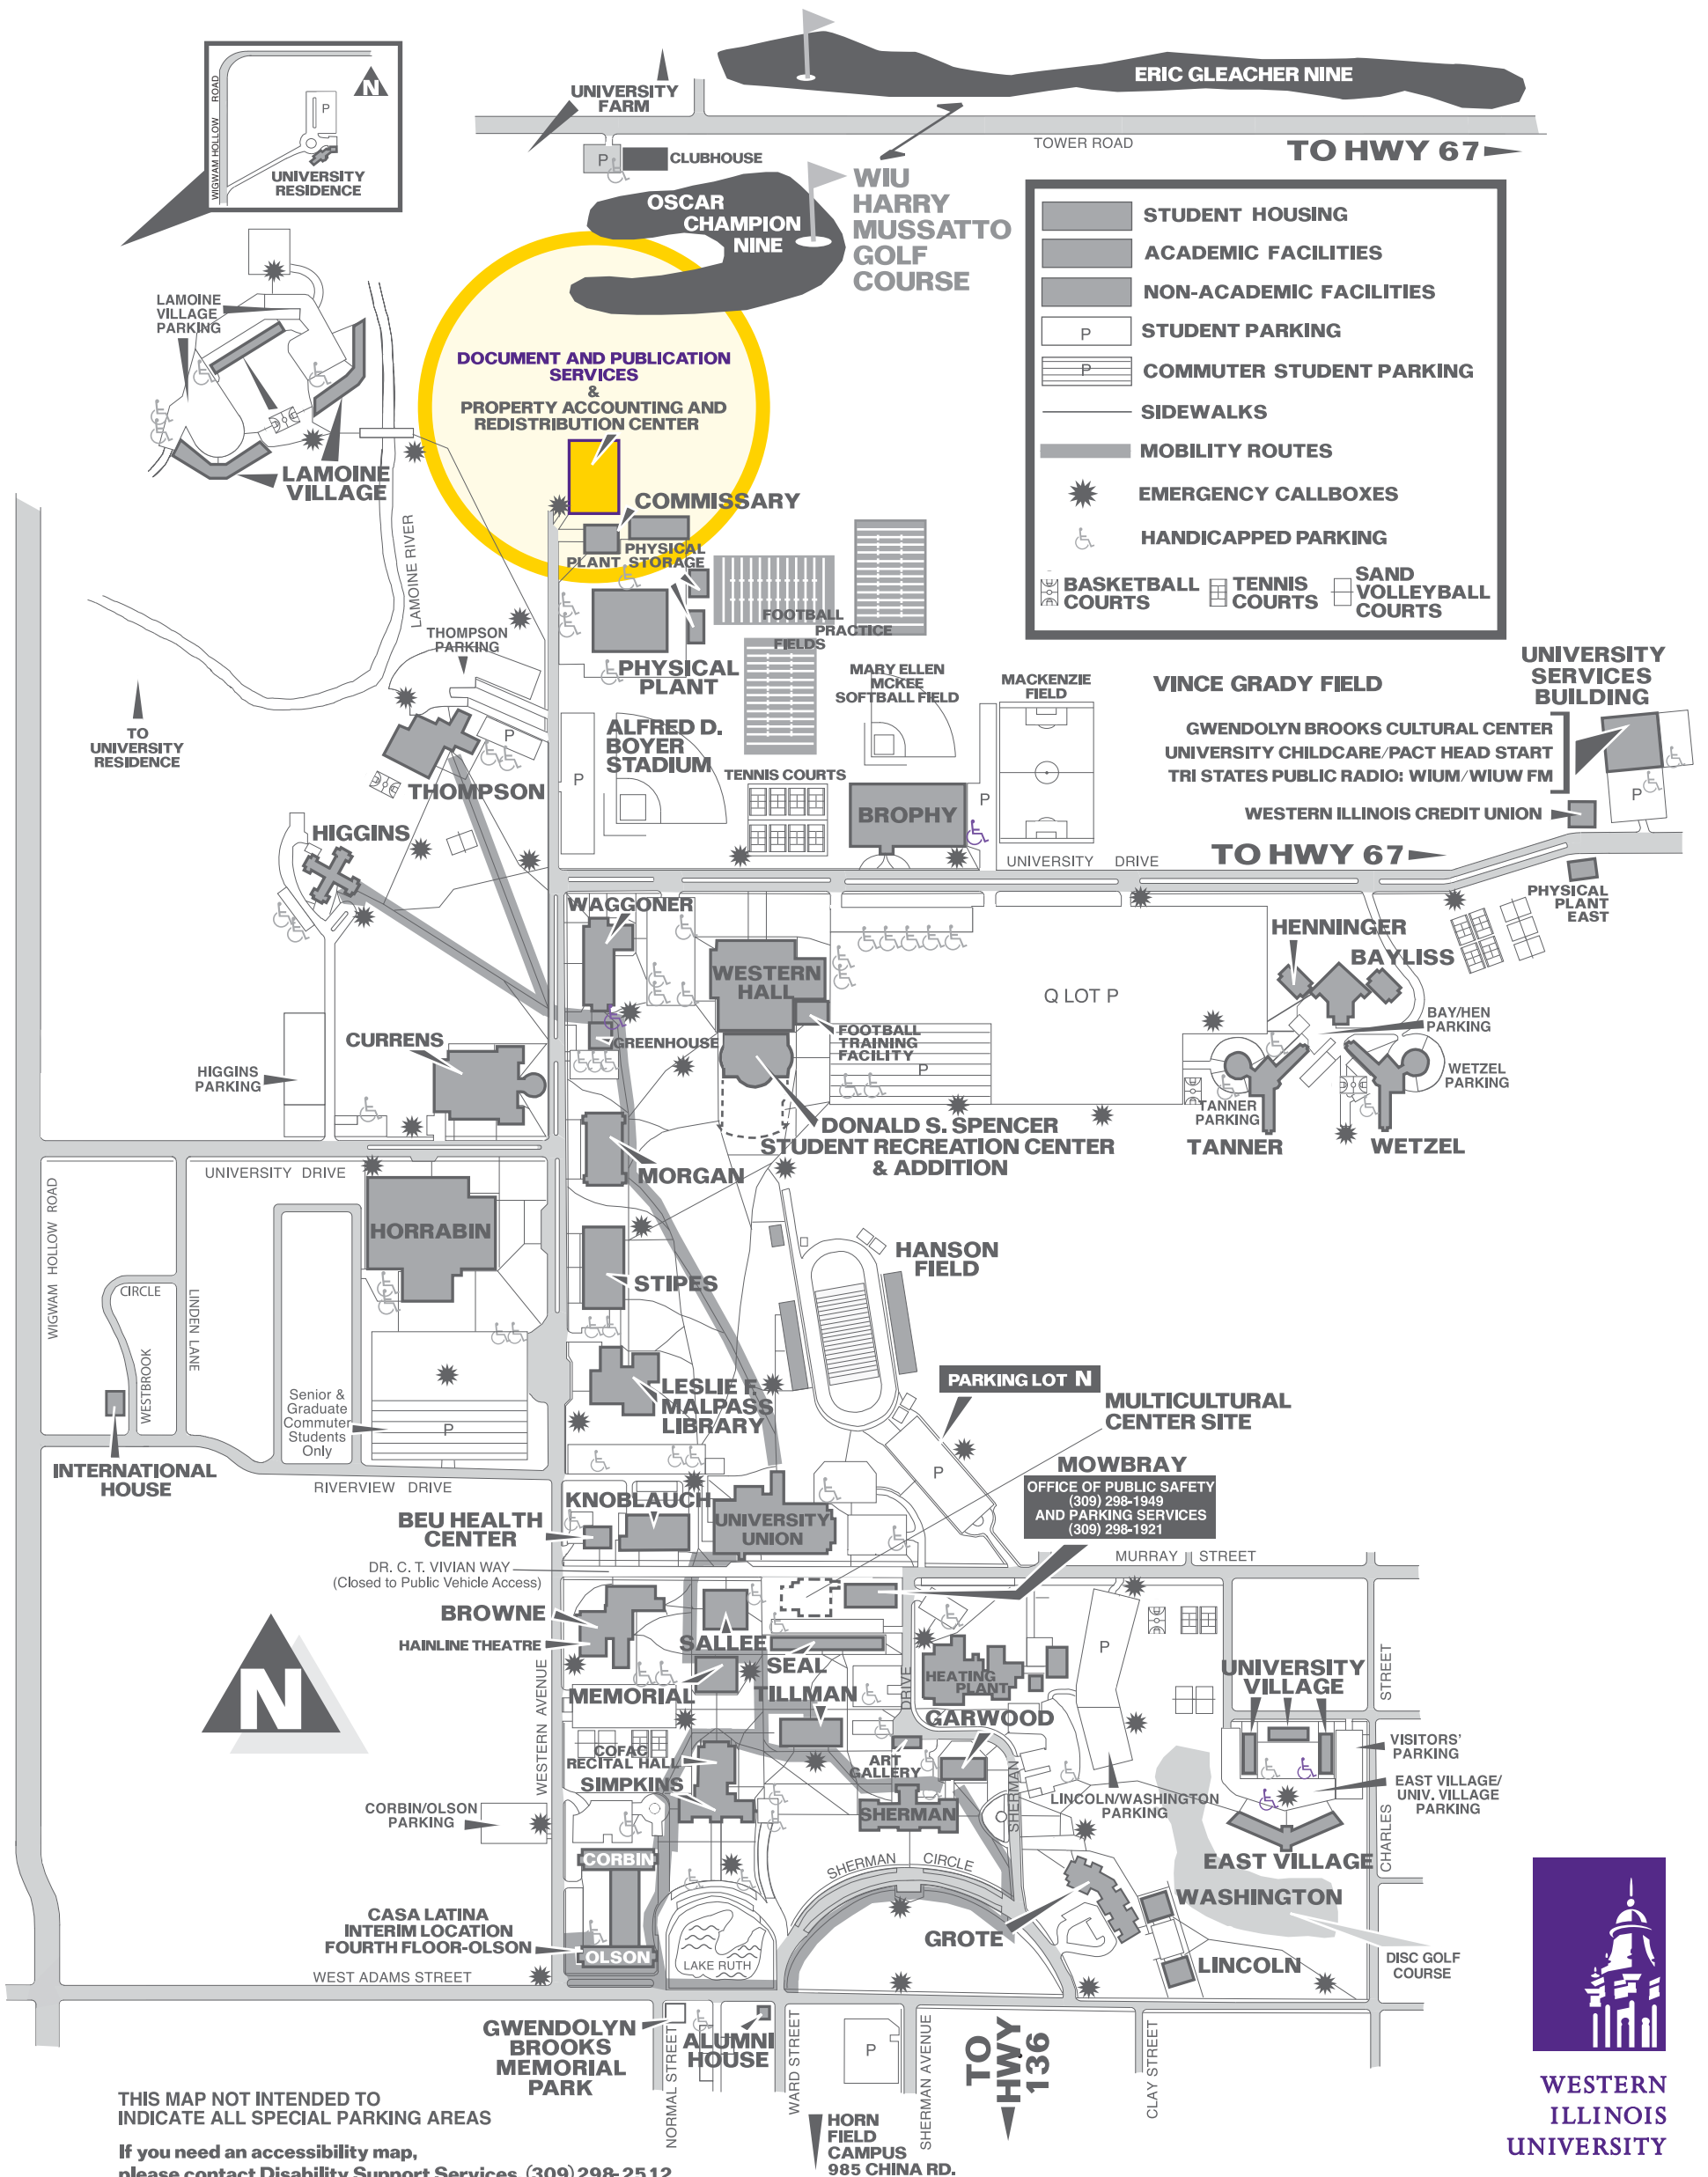 ERIC GLEACHER NINE
UNIVERSITY
FARM
TOWER ROAD
TO HWY 67
WIGWAM HOLLOW ROAD
N
P
UNIVERSITY
RESIDENCE
P
CLUBHOUSE
OSCAR
CHAMPION
NINE
WIU
HARRY
MUSSATTO
GOLF
COURSE
STUDENT HOUSING
ACADEMIC FACILITIES
NON-ACADEMIC FACILITIES
P
STUDENT PARKING
P
COMMUTER STUDENT PARKING
SIDEWALKS
MOBILITY ROUTES
EMERGENCY CALLBOXES
HANDICAPPED PARKING
BASKETBALL
COURTS
TENNIS
COURTS
SAND
VOLLEYBALL
COURTS
LAMOINE
VILLAGE
PARKING
LAMOINE
VILLAGE
DOCUMENT AND PUBLICATION
SERVICES
&
PROPERTY ACCOUNTING AND
REDISTRIBUTION CENTER
COMMISSARY
PHYSICAL
PLANT STORAGE
LAMOINE RIVER
FOOTBALL
PRACTICE
FIELDS
THOMPSON
PARKING
PHYSICAL
PLANT
MARY ELLEN
MCKEE
SOFTBALL FIELD
MACKENZIE
FIELD
VINCE GRADY FIELD
UNIVERSITY
SERVICES
BUILDING
GWENDOLYN BROOKS CULTURAL CENTER
UNIVERSITY CHILDCARE/PACT HEAD START
TRI STATES PUBLIC RADIO: WIUM/WIUW FM
P
WESTERN ILLINOIS CREDIT UNION
TO
UNIVERSITY
RESIDENCE
P
THOMPSON
P
ALFRED D.
BOYER
STADIUM
TENNIS COURTS
BROPHY
P
HIGGINS
UNIVERSITY DRIVE
TO HWY 67
PHYSICAL
PLANT
EAST
WAGGONER
WESTERN
HALL
Q LOT P
HENNINGER
BAYLISS
BAY/HEN
PARKING
CURRENS
GREENHOUSE
FOOTBALL
TRAINING
FACILITY
P
HIGGINS
PARKING
WETZEL
PARKING
TANNER
PARKING
TANNER
WETZEL
DONALD S. SPENCER
STUDENT RECREATION CENTER
& ADDITION
MORGAN
UNIVERSITY DRIVE
WIGWAM HOLLOW ROAD
HORRABIN
HANSON
FIELD
STIPES
CIRCLE
WESTBROOK
LINDEN LANE
Senior &
Graduate
Commuter
Students
Only
P
LESLIE F.
MALPASS
LIBRARY
PARKING LOT N
MULTICULTURAL
CENTER SITE
P
INTERNATIONAL
HOUSE
RIVERVIEW DRIVE
MOWBRAY
OFFICE OF PUBLIC SAFETY
(309) 298-1949
AND PARKING SERVICES
(309) 298-1921
KNOBLAUCH
UNIVERSITY
UNION
BEU HEALTH
CENTER
MURRAY STREET
DR. C. T. VIVIAN WAY
(Closed to Public Vehicle Access)
BROWNE
HAINLINE THEATRE
SALLEE
SEAL
P
N
WESTERN AVENUE
MEMORIAL
TILLMAN
DRIVE
HEATING
PLANT
GARWOOD
UNIVERSITY
VILLAGE
STREET
COFAC
RECITAL HALL
SIMPKINS
ART
GALLERY
VISITORS'
PARKING
EAST VILLAGE/
UNIV. VILLAGE
PARKING
CORBIN/OLSON
PARKING
SHERMAN
SHERMAN
LINCOLN/WASHINGTON
PARKING
CORBIN
SHERMAN CIRCLE
EAST VILLAGE
CHARLES
CASA LATINA
INTERIM LOCATION
FOURTH FLOOR-OLSON
OLSON
LAKE RUTH
GROTE
WASHINGTON
LINCOLN
DISC GOLF
COURSE
WEST ADAMS STREET
GWENDOLYN
BROOKS
MEMORIAL
PARK
NORMAL STREET
ALUMNI
HOUSE
WARD STREET
P
SHERMAN AVENUE
TO
HWY
136
CLAY STREET
HORN
FIELD
CAMPUS
985 CHINA RD.
WESTERN
ILLINOIS
UNIVERSITY
THIS MAP NOT INTENDED TO
INDICATE ALL SPECIAL PARKING AREAS
If you need an accessibility map,
please contact Disability Support Services, (309) 298-2512